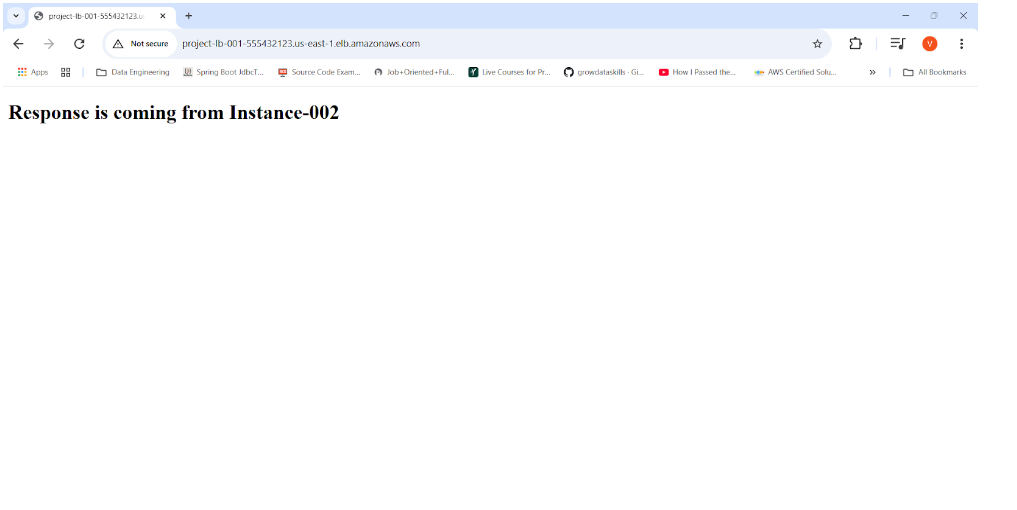 project-lb-001-555432123.u
Not secure project-lb-001-555432123.us-east-1.elb.amazonaws.com
Apps Data Engineering Spring Boot JdbcT... Source Code Exam... Job+Oriented+Ful... Live Courses for Pr... growdataskills - Gi... How I Passed the... AWS Certified Solu... » All Bookmarks
Response is coming from Instance-002